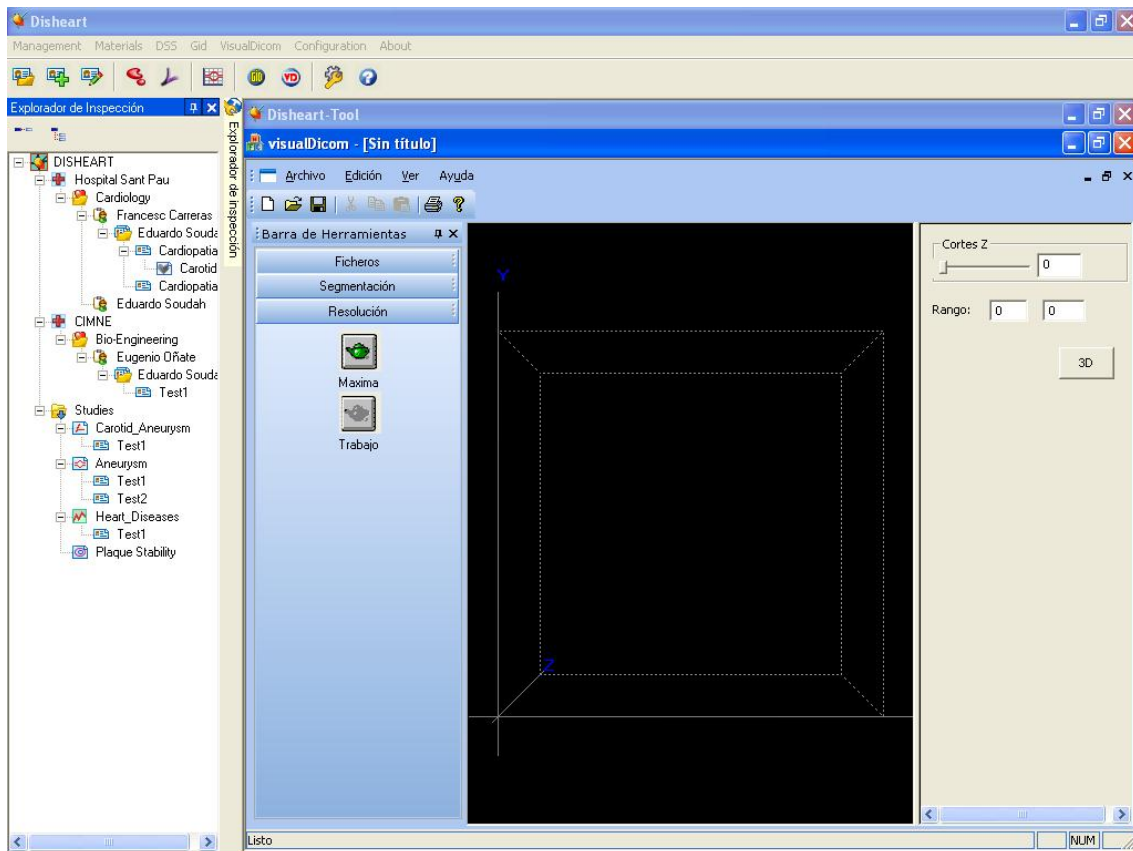 Disheart
Management Materials DSS Gid VisualDicom Configuration About
GiD VD
Explorador de Inspección
Explorador de inspección
DISHEART
Hospital Sant Pau
Cardiology
Francesc Carreras
Eduardo Souda
Cardiopatia
Carotid
Cardiopatia
Eduardo Soudah
CIMNE
Bio-Engineering
Eugenio Oñate
Eduardo Souda
Test1
Studies
Carotid_Aneurysm
Test1
Aneurysm
Test1
Test2
Heart_Diseases
Test1
Plaque Stability
Disheart-Tool
visualDicom - [Sin título]
Archivo Edición Ver Ayuda
Barra de Herramientas
Ficheros
Segmentación
Resolución
Maxima
Trabajo
Y
Z
Cortes Z
0
Rango: 0 0
3D
Listo
NUM